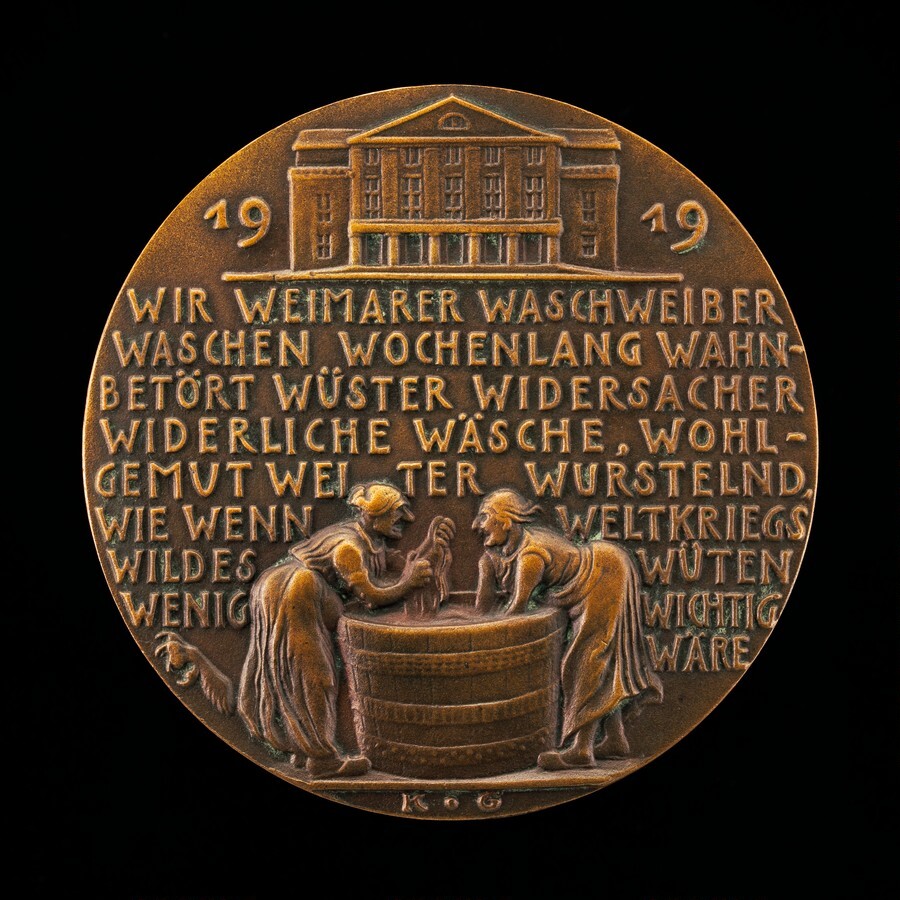 19 19
WIR WEIMARER WASCHWEIBER
WASCHEN WOCHENLANG WAHN-
BETÖRT WÜSTER WIDERSACHER
WIDERLICHE WÄSCHE, WOHL-
GEMUT WEI TER WURSTELND,
WIE WENN WELTKRIEGS
WILDES WÜTEN
WENIG WICHTIG
WÄRE
K o G